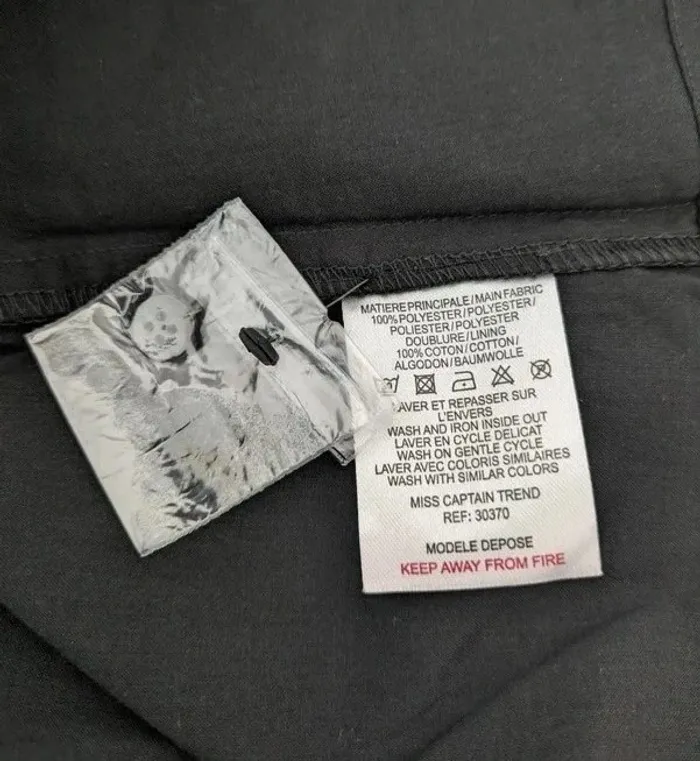 MATIERE PRINCIPALE/MAIN FABRIC
100% POLYESTER/POLYESTER/
POLIESTER/POLYESTER
DOUBLURE/LINING
100% COTON/COTTON/
ALGODON/BAUMWOLLE
AVER ET REPASSER SUR
L'ENVERS
WASH AND IRON INSIDE OUT
LAVER EN CYCLE DELICAT
WASH ON GENTLE CYCLE
LAVER AVEC COLORIS SIMILAIRES
WASH WITH SIMILAR COLORS
MISS CAPTAIN TREND
REF: 30370
MODELE DEPOSE
KEEP AWAY FROM FIRE